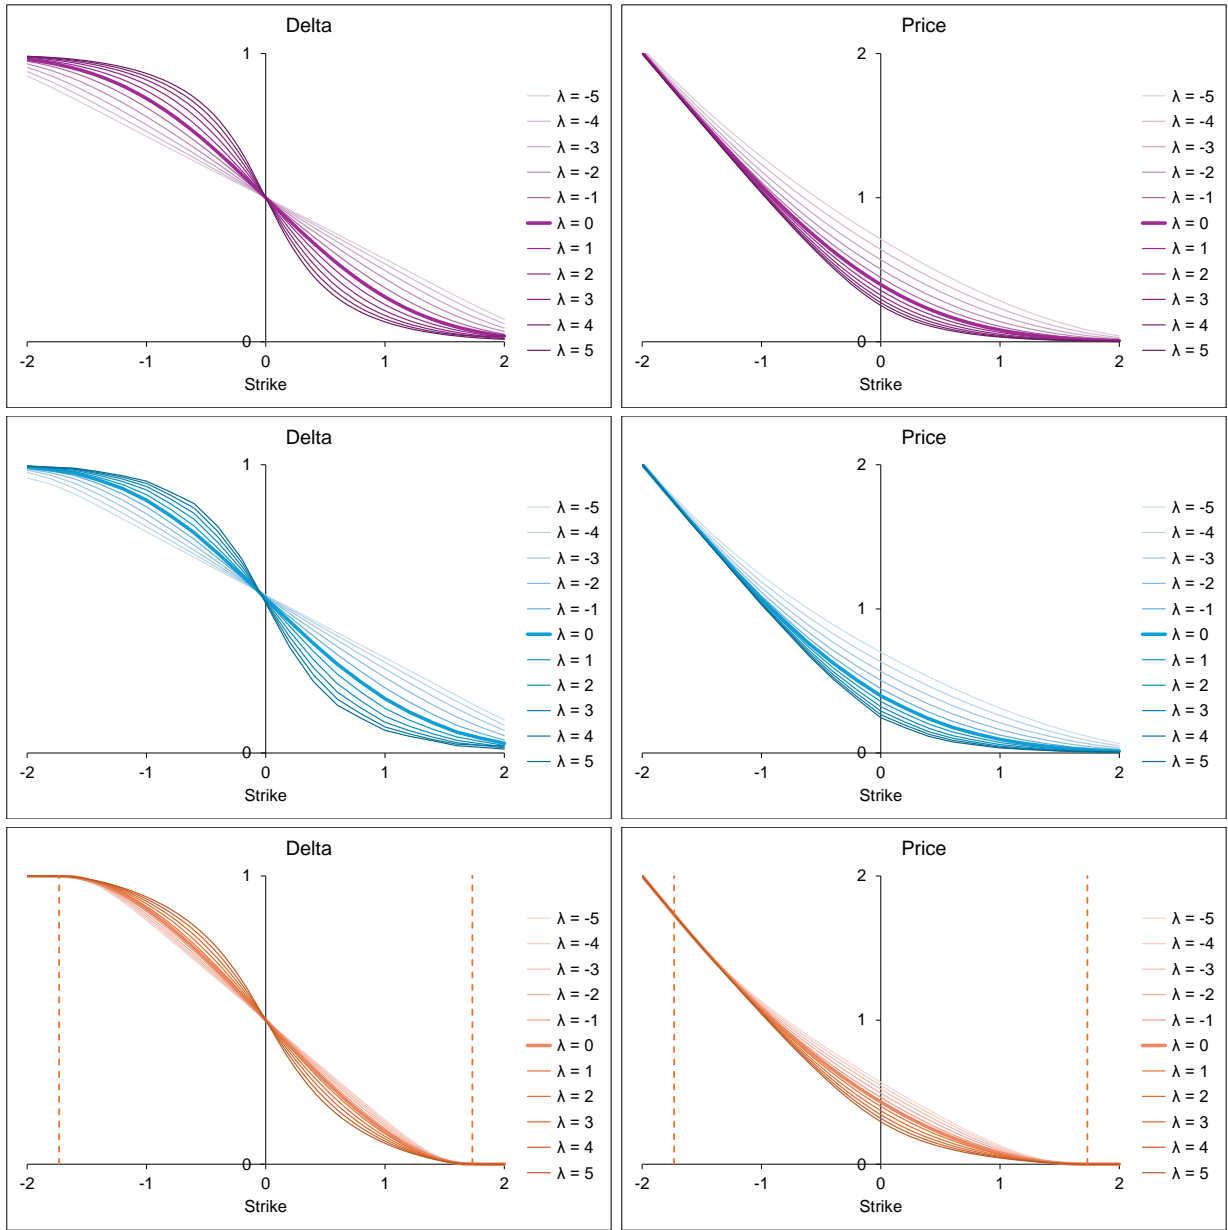 Delta
1
0
-2 -1 0 1 2
Strike
λ = -5
λ = -4
λ = -3
λ = -2
λ = -1
λ = 0
λ = 1
λ = 2
λ = 3
λ = 4
λ = 5
Price
2
1
0
-2 -1 0 1 2
Strike
λ = -5
λ = -4
λ = -3
λ = -2
λ = -1
λ = 0
λ = 1
λ = 2
λ = 3
λ = 4
λ = 5
Delta
1
0
-2 -1 0 1 2
Strike
λ = -5
λ = -4
λ = -3
λ = -2
λ = -1
λ = 0
λ = 1
λ = 2
λ = 3
λ = 4
λ = 5
Price
2
1
0
-2 -1 0 1 2
Strike
λ = -5
λ = -4
λ = -3
λ = -2
λ = -1
λ = 0
λ = 1
λ = 2
λ = 3
λ = 4
λ = 5
Delta
1
0
-2 -1 0 1 2
Strike
λ = -5
λ = -4
λ = -3
λ = -2
λ = -1
λ = 0
λ = 1
λ = 2
λ = 3
λ = 4
λ = 5
Price
2
1
0
-2 -1 0 1 2
Strike
λ = -5
λ = -4
λ = -3
λ = -2
λ = -1
λ = 0
λ = 1
λ = 2
λ = 3
λ = 4
λ = 5